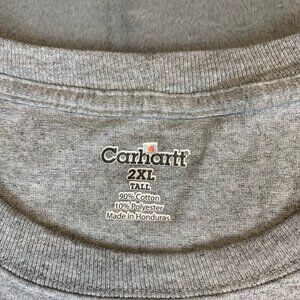 Carhartt
2XL
TALL
90% Cotton
10% Polyester
Made in Honduras